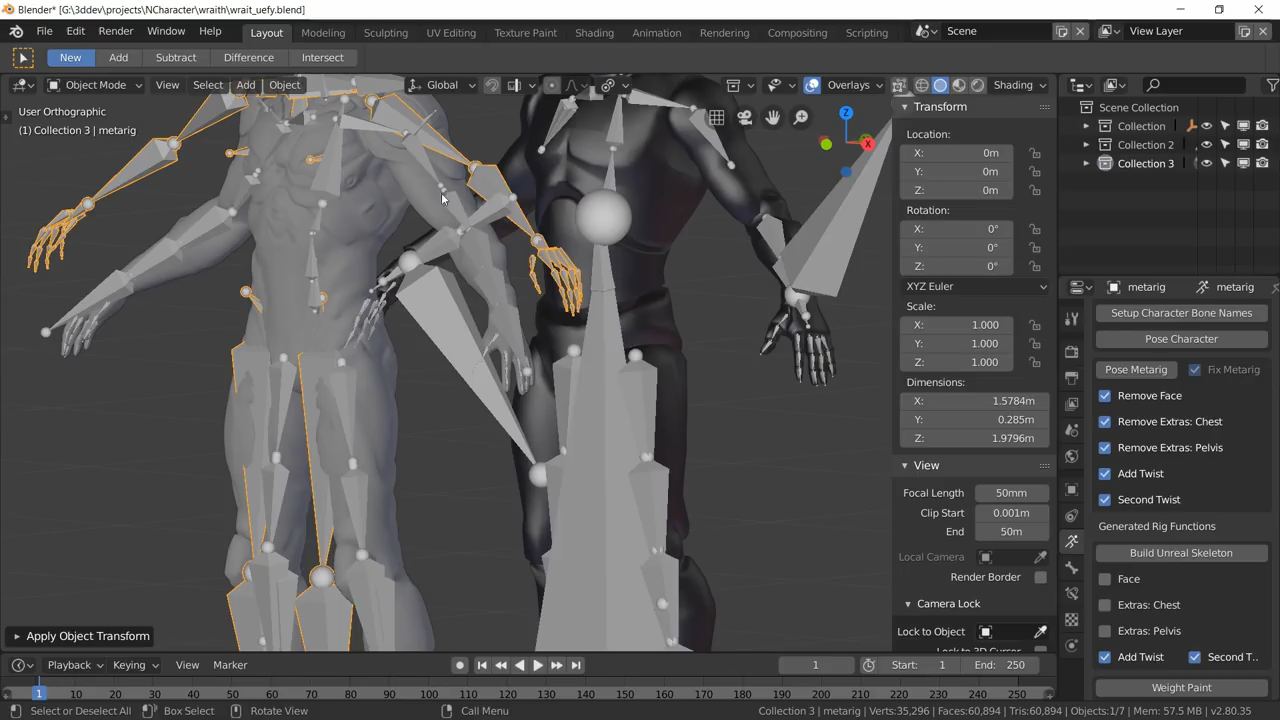 Blender* [G:\3ddev\projects\NCharacter\wraith\wrait_uefy.blend]
File Edit Render Window Help Layout Modeling Sculpting UV Editing Texture Paint Shading Animation Rendering Compositing Scripting Scene View Layer
New Add Subtract Difference Intersect
Object Mode View Select Add Object Global Overlays Shading
User Orthographic
(1) Collection 3 | metarig
Z
X
Transform
Location:
X: 0m
Y: 0m
Z: 0m
Rotation:
X: 0°
Y: 0°
Z: 0°
XYZ Euler
Scale:
X: 1.000
Y: 1.000
Z: 1.000
Dimensions:
X: 1.5784m
Y: 0.285m
Z: 1.9796m
View
Focal Length 50mm
Clip Start 0.001m
End 50m
Local Camera
Render Border
Camera Lock
Lock to Object
Lock to 3D Cursor
Scene Collection
Collection
Collection 2
Collection 3
metarig metarig
Setup Character Bone Names
Pose Character
Pose Metarig Fix Metarig
Remove Face
Remove Extras: Chest
Remove Extras: Pelvis
Add Twist
Second Twist
Generated Rig Functions
Build Unreal Skeleton
Face
Extras: Chest
Extras: Pelvis
Add Twist Second T..
Weight Paint
Apply Object Transform
Playback Keying View Marker 1 Start: 1 End: 250
1 10 20 30 40 50 60 70 80 90 100 110 120 130 140 150 160 170 180 190 200 210 220 230 240 250
Select or Deselect All Box Select Rotate View Call Menu Collection 3 | metarig | Verts:35,296 | Faces:60,894 | Tris:60,894 | Objects:1/7 | Mem: 57.5 MB | v2.80.35